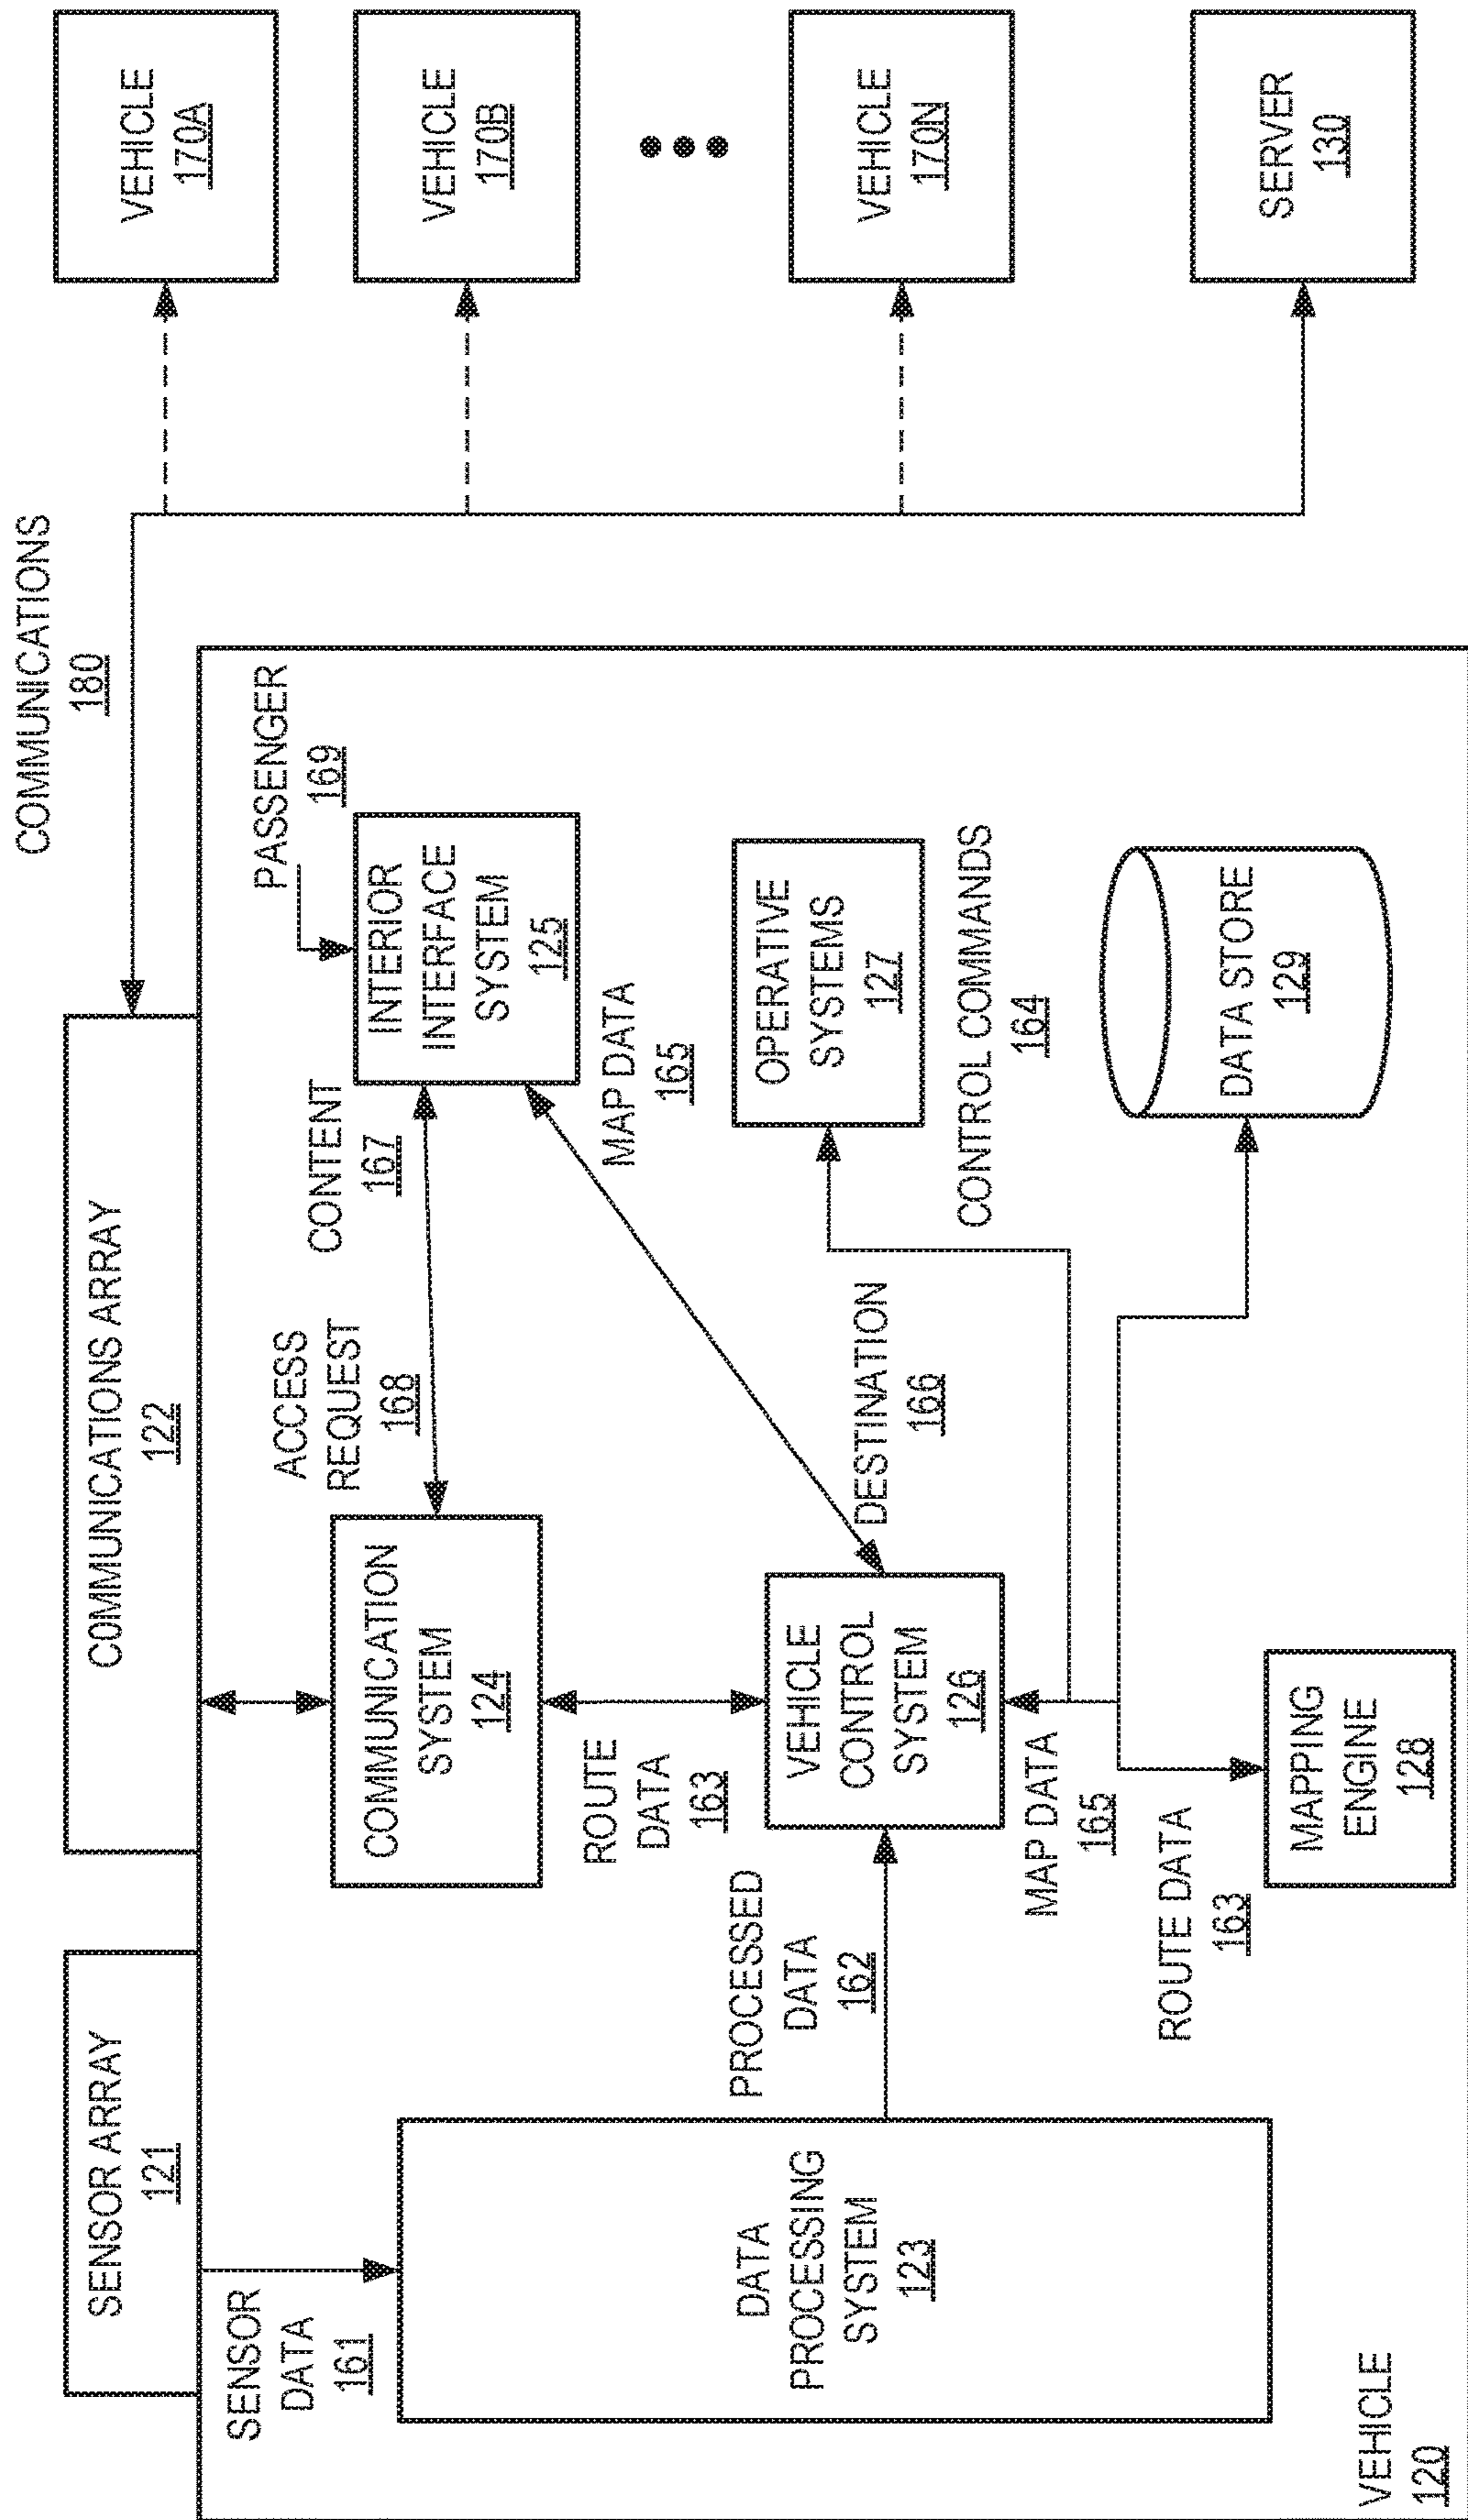 SENSOR ARRAY
121
COMMUNICATIONS ARRAY
122
COMMUNICATIONS
180
VEHICLE
170A
VEHICLE
170B
VEHICLE
170N
SERVER
130
SENSOR
DATA
161
DATA
PROCESSING
SYSTEM
123
PROCESSED
DATA
162
COMMUNICATION
SYSTEM
124
ACCESS
REQUEST
168
CONTENT
167
PASSENGER
169
INTERIOR
INTERFACE
SYSTEM
125
ROUTE
DATA
163
VEHICLE
CONTROL
SYSTEM
126
MAP DATA
165
DESTINATION
166
OPERATIVE
SYSTEMS
127
CONTROL COMMANDS
164
MAP DATA
165
ROUTE DATA
163
MAPPING
ENGINE
128
DATA STORE
129
VEHICLE
120